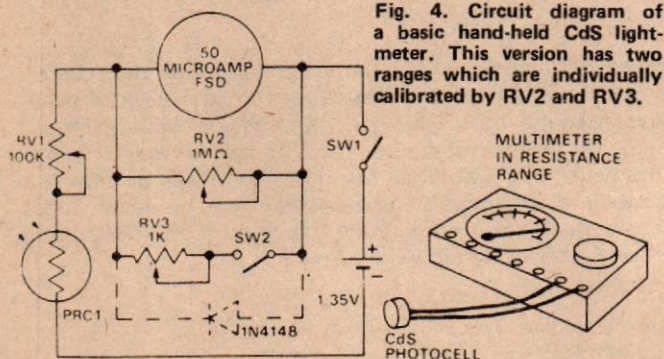 Fig. 4. Circuit diagram of
a basic hand-held CdS light-
meter. This version has two
ranges which are individually
calibrated by RV2 and RV3.
50
MICROAMP
FSD
RV1
100K
RV2
1MΩ
SW1
RV3
1K
SW2
PRC1
1N4148
+
1.35V
MULTIMETER
IN RESISTANCE
RANGE
CdS
PHOTOCELL